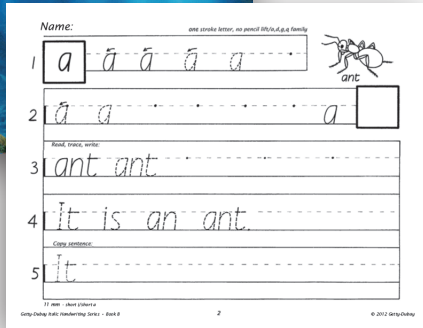 Name:
one stroke letter, no pencil lift/a,d,g,q family
1 a a a a a
ant
2 a a a
Read, trace, write:
3 ant ant
4 It is an ant.
Copy sentence:
5 It
11 mm - short i/short a
Getty-Dubay Italic Handwriting Series - Book B 2 © 2012 Getty-Dubay